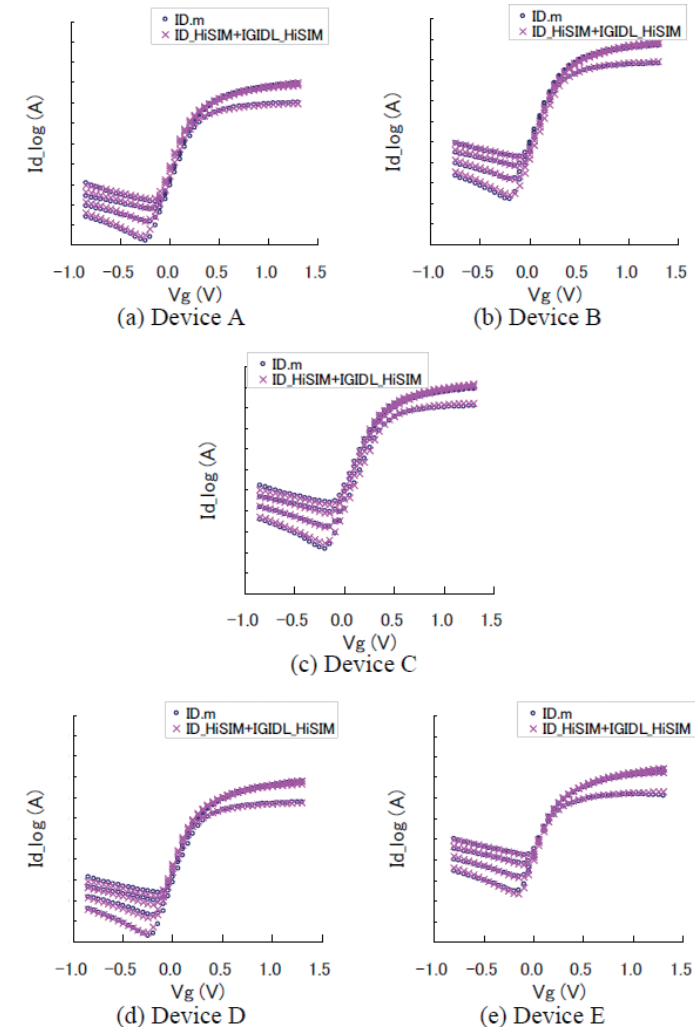 ID.m
ID_HiSIM+IGIDL_HiSIM
Id_log (A)
−1.0 −0.5 0.0 0.5 1.0 1.5
Vg (V)
(a) Device A
ID.m
ID_HiSIM+IGIDL_HiSIM
Id_log (A)
−1.0 −0.5 0.0 0.5 1.0 1.5
Vg (V)
(b) Device B
ID.m
ID_HiSIM+IGIDL_HiSIM
Id_log (A)
−1.0 −0.5 0.0 0.5 1.0 1.5
Vg (V)
(c) Device C
ID.m
ID_HiSIM+IGIDL_HiSIM
Id_log (A)
−1.0 −0.5 0.0 0.5 1.0 1.5
Vg (V)
(d) Device D
ID.m
ID_HiSIM+IGIDL_HiSIM
Id_log (A)
−1.0 −0.5 0.0 0.5 1.0 1.5
Vg (V)
(e) Device E